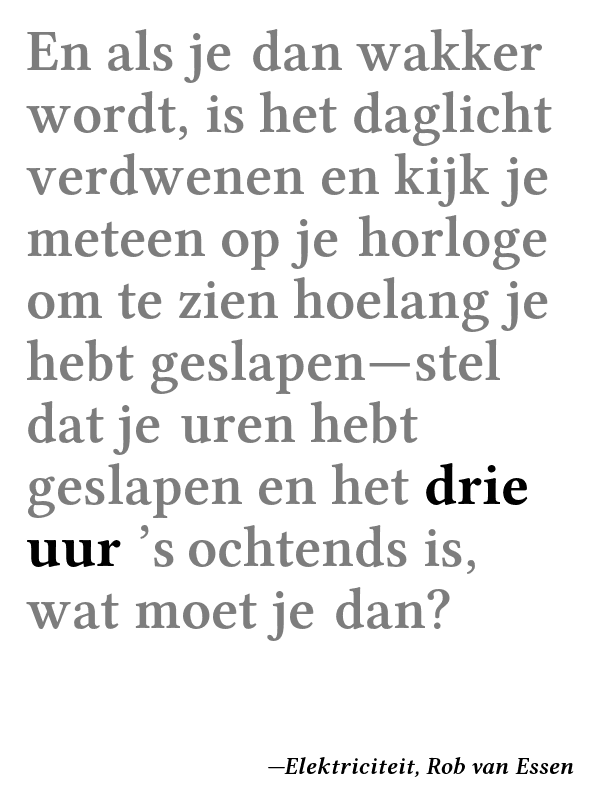 En als je dan wakker
wordt, is het daglicht
verdwenen en kijk je
meteen op je horloge
om te zien hoelang je
hebt geslapen—stel
dat je uren hebt
geslapen en het drie
uur ’s ochtends is,
wat moet je dan?
—Elektriciteit, Rob van Essen